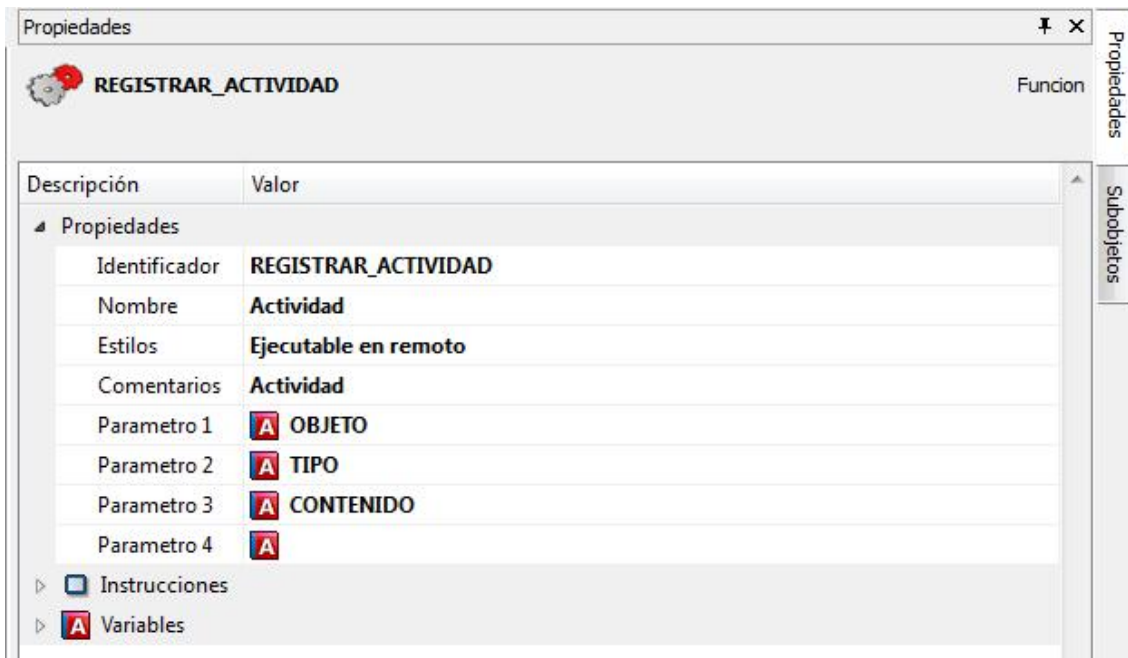 Propiedades
REGISTRAR_ACTIVIDAD Funcion
Descripción Valor
Propiedades
Identificador REGISTRAR_ACTIVIDAD
Nombre Actividad
Estilos Ejecutable en remoto
Comentarios Actividad
Parametro 1 A OBJETO
Parametro 2 A TIPO
Parametro 3 A CONTENIDO
Parametro 4 A
Instrucciones
A Variables
Propiedades
Subobjetos